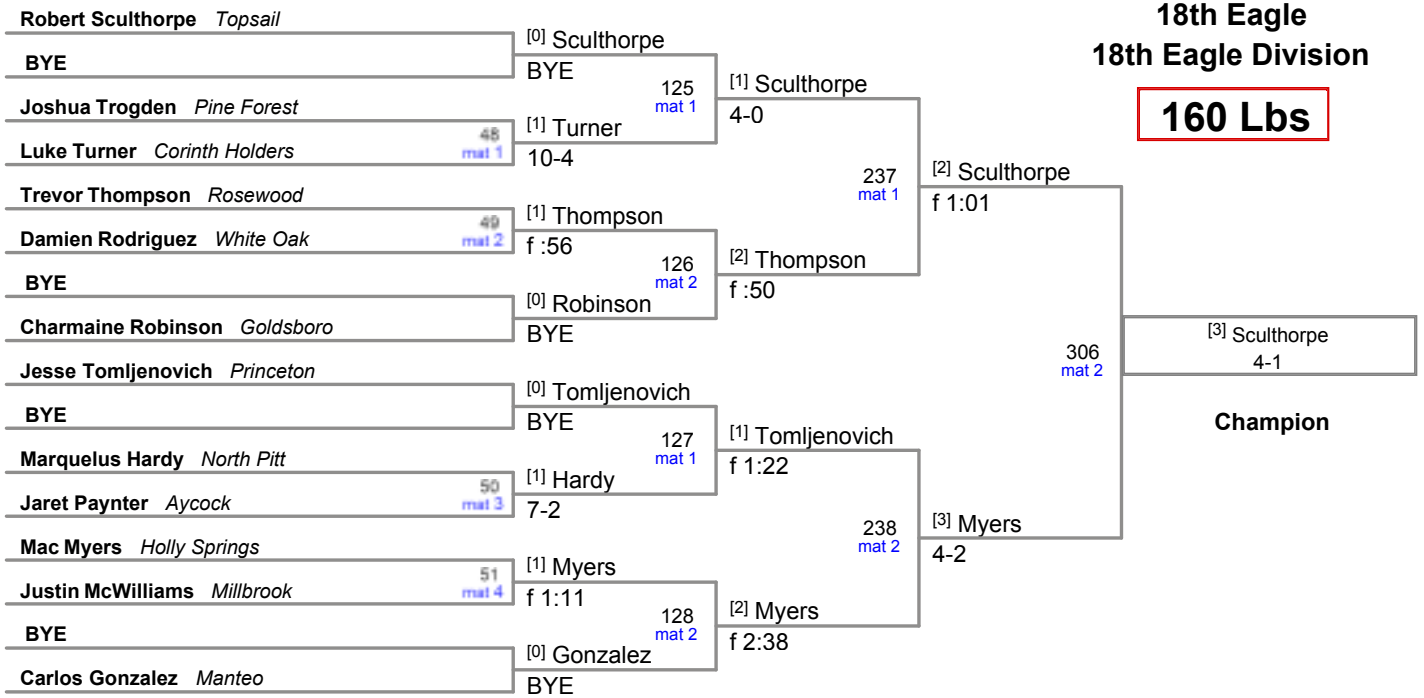 18th Eagle
18th Eagle Division
160 Lbs
Robert Sculthorpe Topsail
BYE
Joshua Trogden Pine Forest
48
mat 1
Luke Turner Corinth Holders
Trevor Thompson Rosewood
49
mat 2
Damien Rodriguez White Oak
BYE
Charmaine Robinson Goldsboro
Jesse Tomljenovich Princeton
BYE
Marquelus Hardy North Pitt
50
mat 3
Jaret Paynter Aycock
Mac Myers Holly Springs
51
mat 4
Justin McWilliams Millbrook
BYE
Carlos Gonzalez Manteo
[0] Sculthorpe
BYE
125
mat 1
[1] Turner
10-4
[1] Thompson
f :56
126
mat 2
[0] Robinson
BYE
[0] Tomljenovich
BYE
127
mat 1
[1] Hardy
7-2
[1] Myers
f 1:11
128
mat 2
[0] Gonzalez
BYE
[1] Sculthorpe
4-0
237
mat 1
[2] Thompson
f :50
[1] Tomljenovich
f 1:22
238
mat 2
[2] Myers
f 2:38
[2] Sculthorpe
f 1:01
306
mat 2
[3] Myers
4-2
[3] Sculthorpe
4-1
Champion